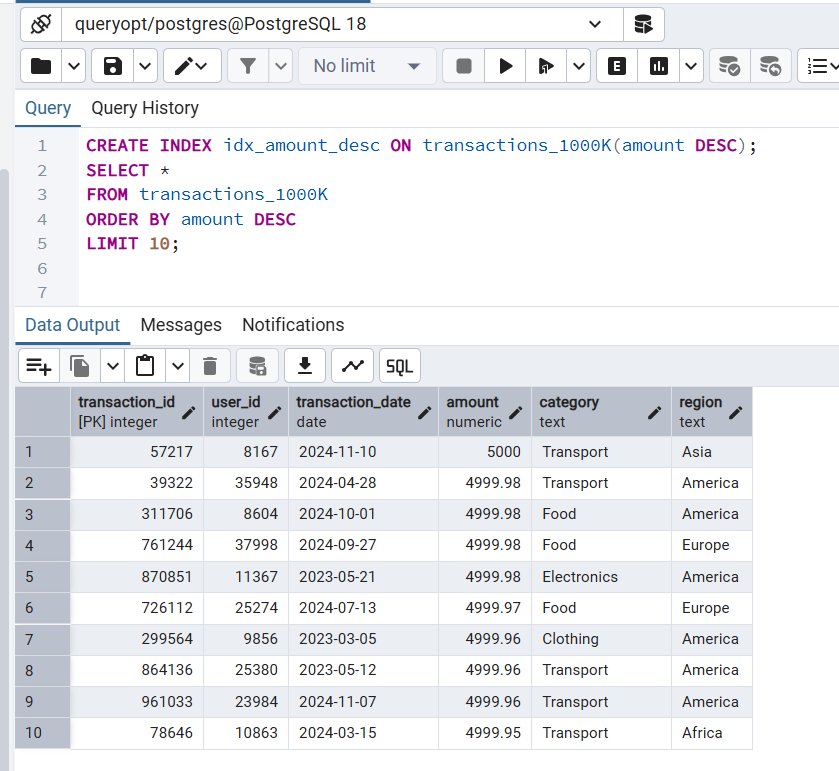 queryopt/postgres@PostgreSQL 18
No limit
E
Query Query History
1 CREATE INDEX idx_amount_desc ON transactions_1000K(amount DESC);
2 SELECT *
3 FROM transactions_1000K
4 ORDER BY amount DESC
5 LIMIT 10;
6
7
Data Output Messages Notifications
SQL
transaction_id user_id transaction_date amount category region
[PK] integer integer date numeric text text
1 57217 8167 2024-11-10 5000 Transport Asia
2 39322 35948 2024-04-28 4999.98 Transport America
3 311706 8604 2024-10-01 4999.98 Food America
4 761244 37998 2024-09-27 4999.98 Food Europe
5 870851 11367 2023-05-21 4999.98 Electronics America
6 726112 25274 2024-07-13 4999.97 Food Europe
7 299564 9856 2023-03-05 4999.96 Clothing America
8 864136 25380 2023-05-12 4999.96 Transport America
9 961033 23984 2024-11-07 4999.96 Transport America
10 78646 10863 2024-03-15 4999.95 Transport Africa